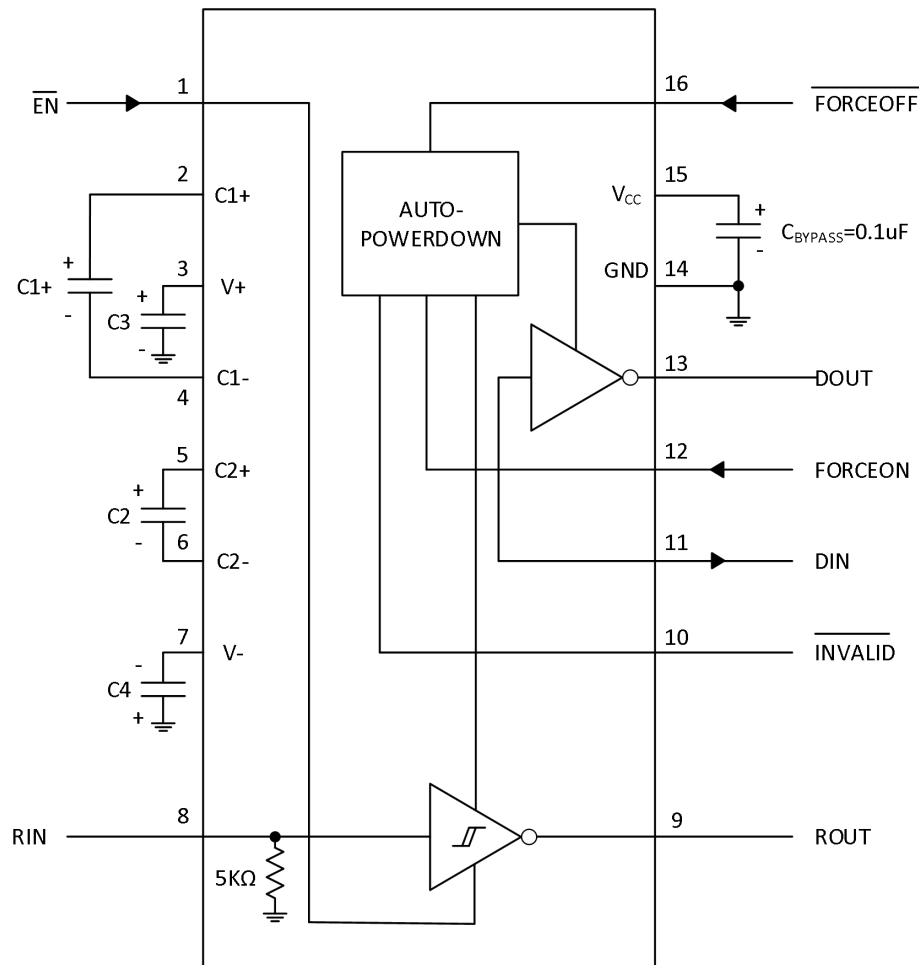 1
EN
16
FORCEOFF
2
C1+
AUTO-
POWERDOWN
15
VCC
+
-
CBYPASS=0.1uF
C1+
+
-
3
V+
C3
+
-
GND
14
C1-
4
13
DOUT
5
C2+
12
FORCEON
C2
+
-
6
C2-
11
DIN
7
V-
10
INVALID
C4
-
+
8
RIN
9
ROUT
5KΩ